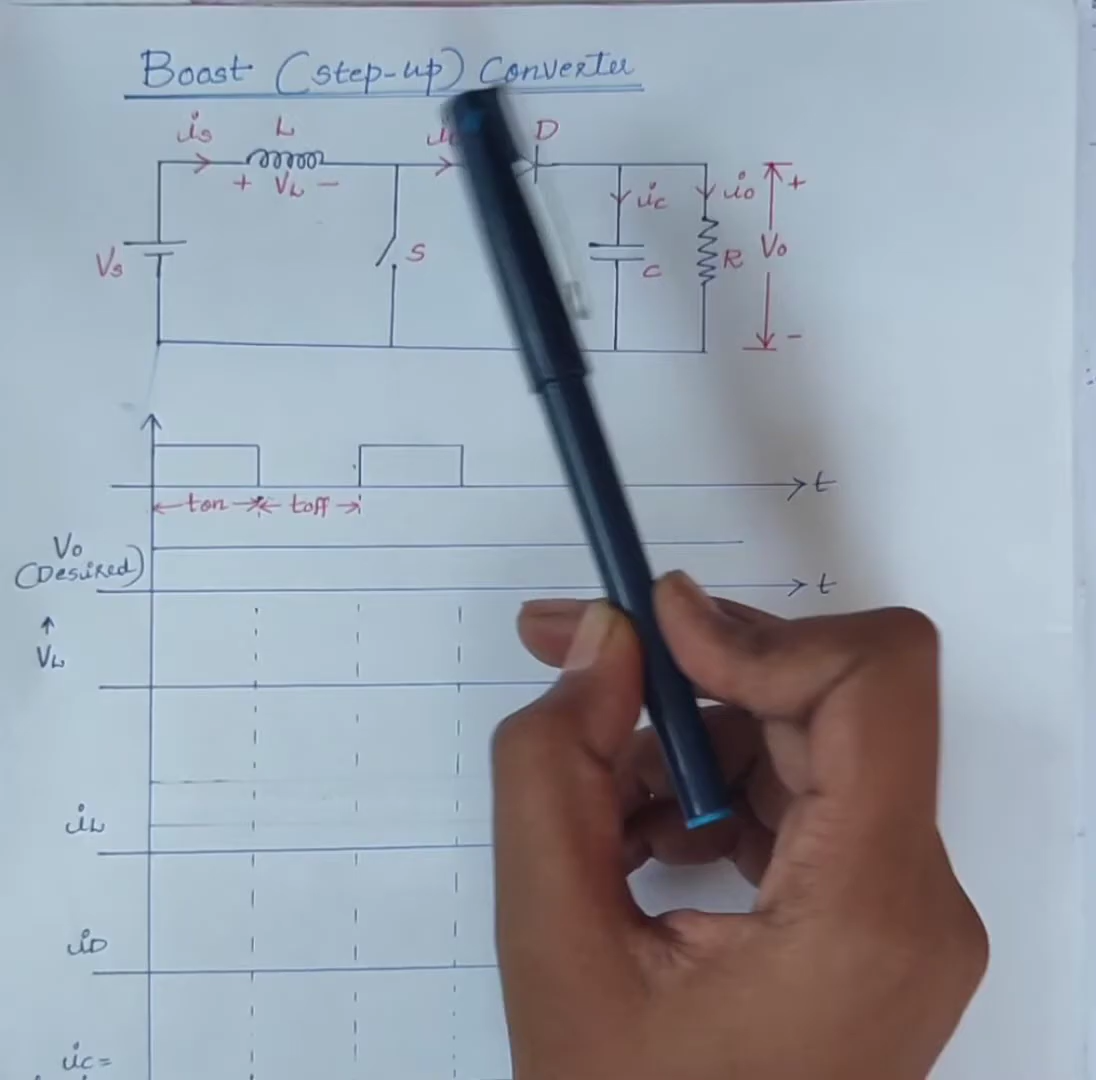 Boost (step-up) Converter
is L D
+ VL -
ic io +
Vs S C R Vo
-
t
ton toff
Vo
(Desired)
t
↑
VL
iL
iD
ic=